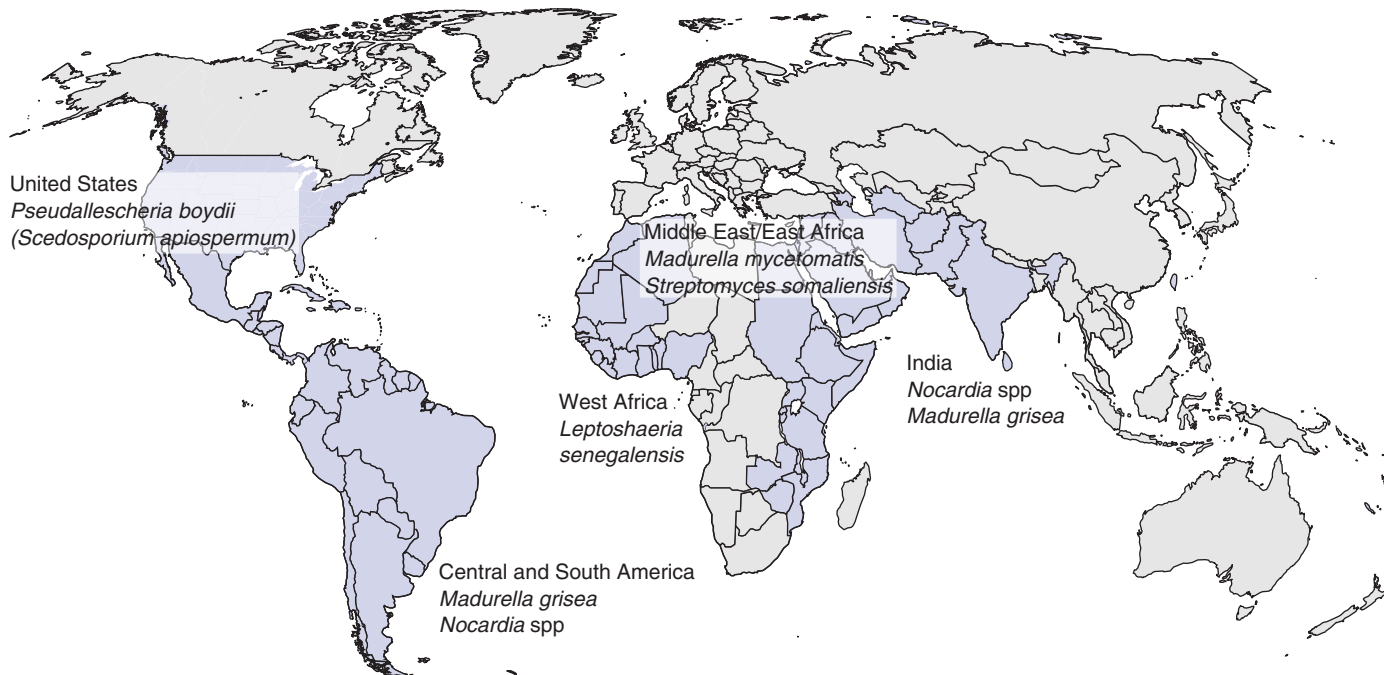 United States
Pseudallescheria boydii
(Scedosporium apiospermum)
Middle East/East Africa
Madurella mycetomatis
Streptomyces somaliensis
India
Nocardia spp
Madurella grisea
West Africa
Leptoshaeria
senegalensis
Central and South America
Madurella grisea
Nocardia spp